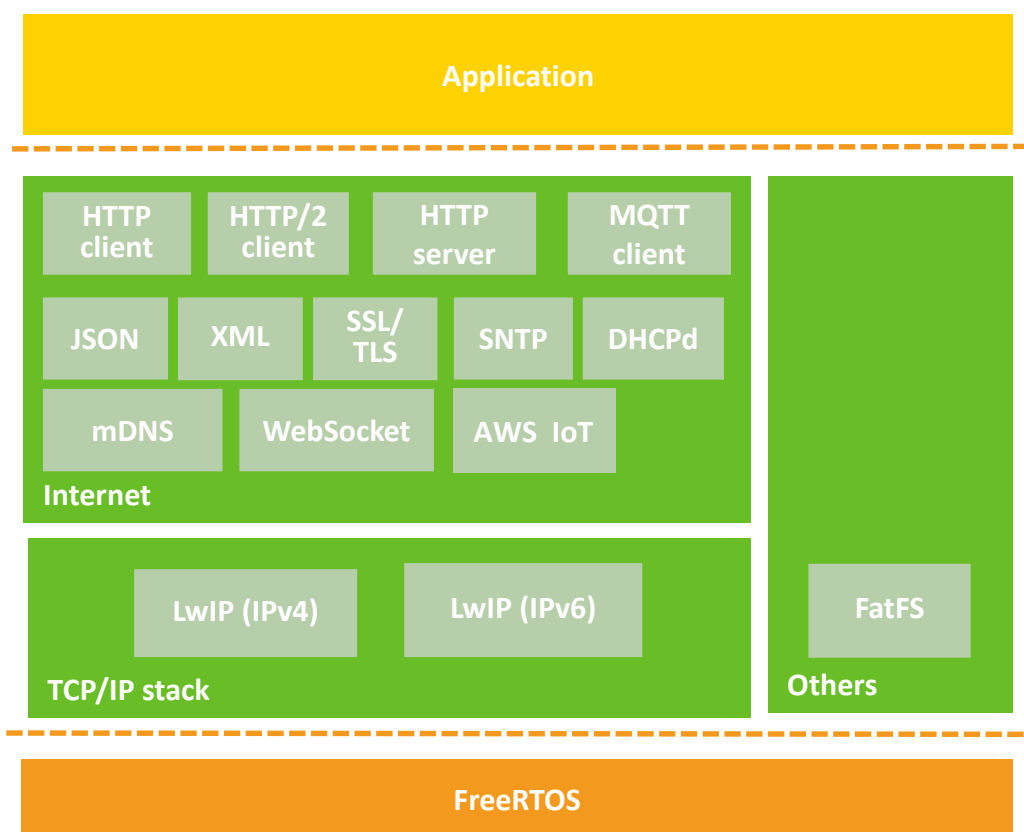 Application
HTTP
client
HTTP/2
client
HTTP
server
MQTT
client
JSON
XML
SSL/
TLS
SNTP
DHCPd
mDNS
WebSocket
AWS IoT
Internet
LwIP (IPv4)
LwIP (IPv6)
TCP/IP stack
FatFS
Others
FreeRTOS